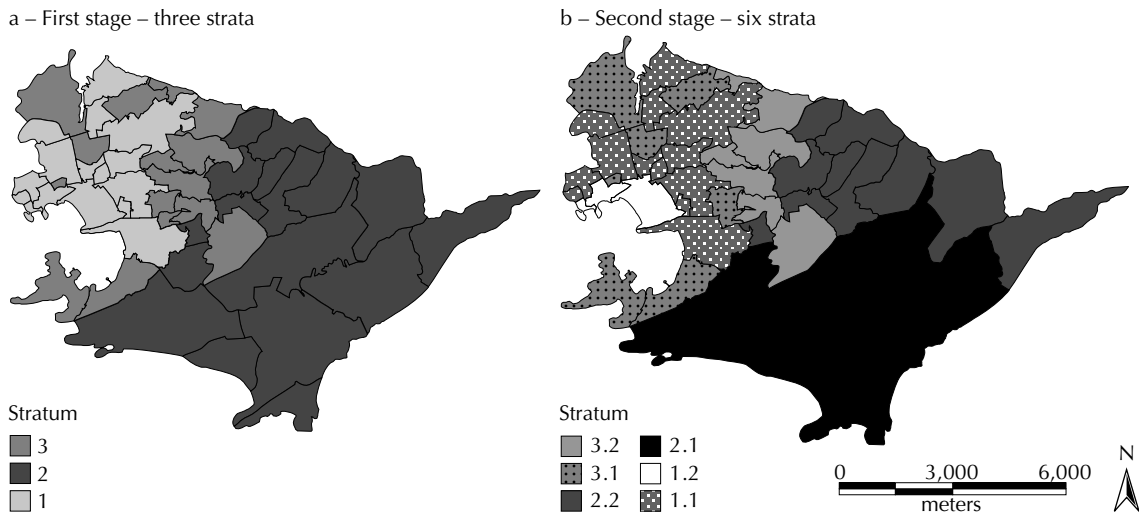 a – First stage – three strata
b – Second stage – six strata
Stratum
3
2
1
Stratum
3.2
3.1
2.2
2.1
1.2
1.1
0 3,000 6,000
meters
N